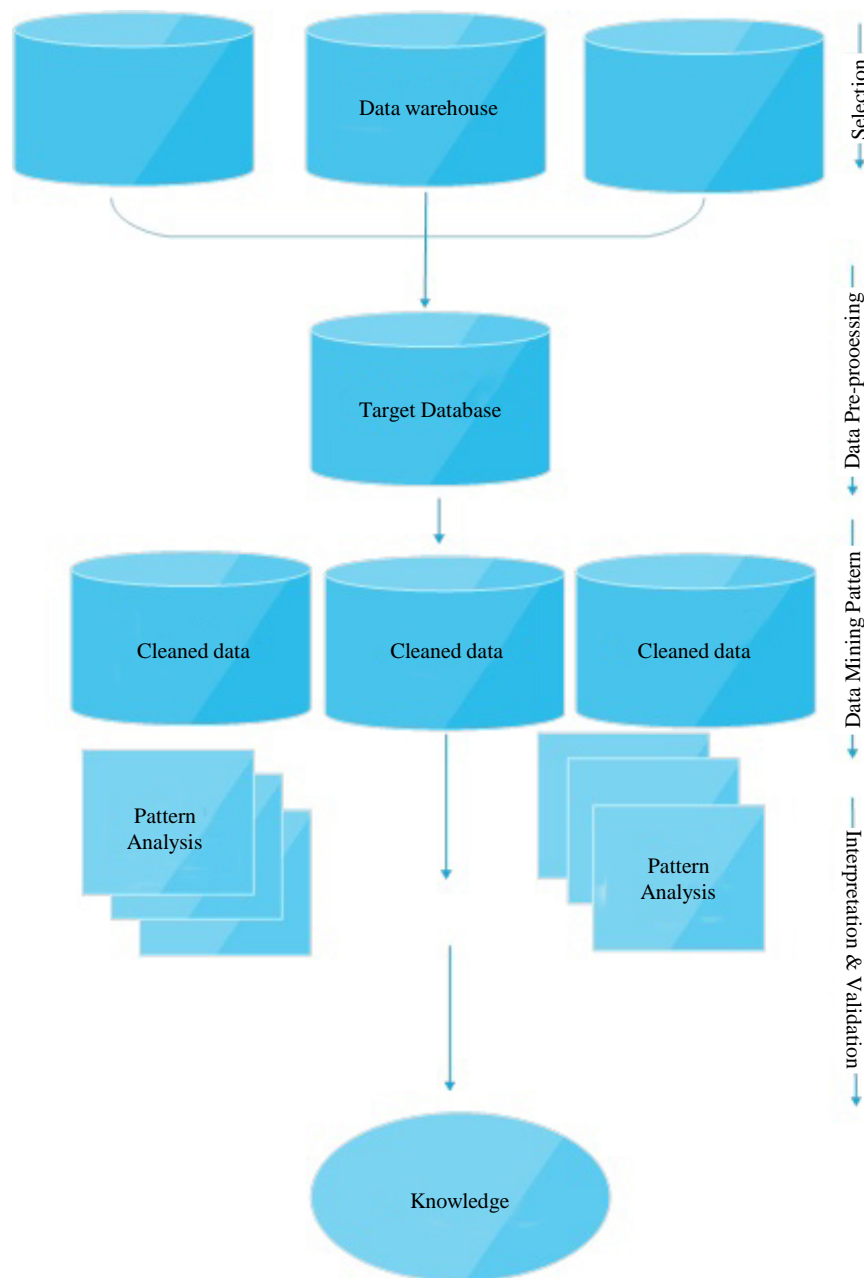 Data warehouse
Selection
Target Database
Data Pre-prooessing
Cleaned data
Cleaned data
Cleaned data
Data Mining Pattern
Pattern
Analysis
Pattern
Analysis
Interpretation & Validation
Knowledge